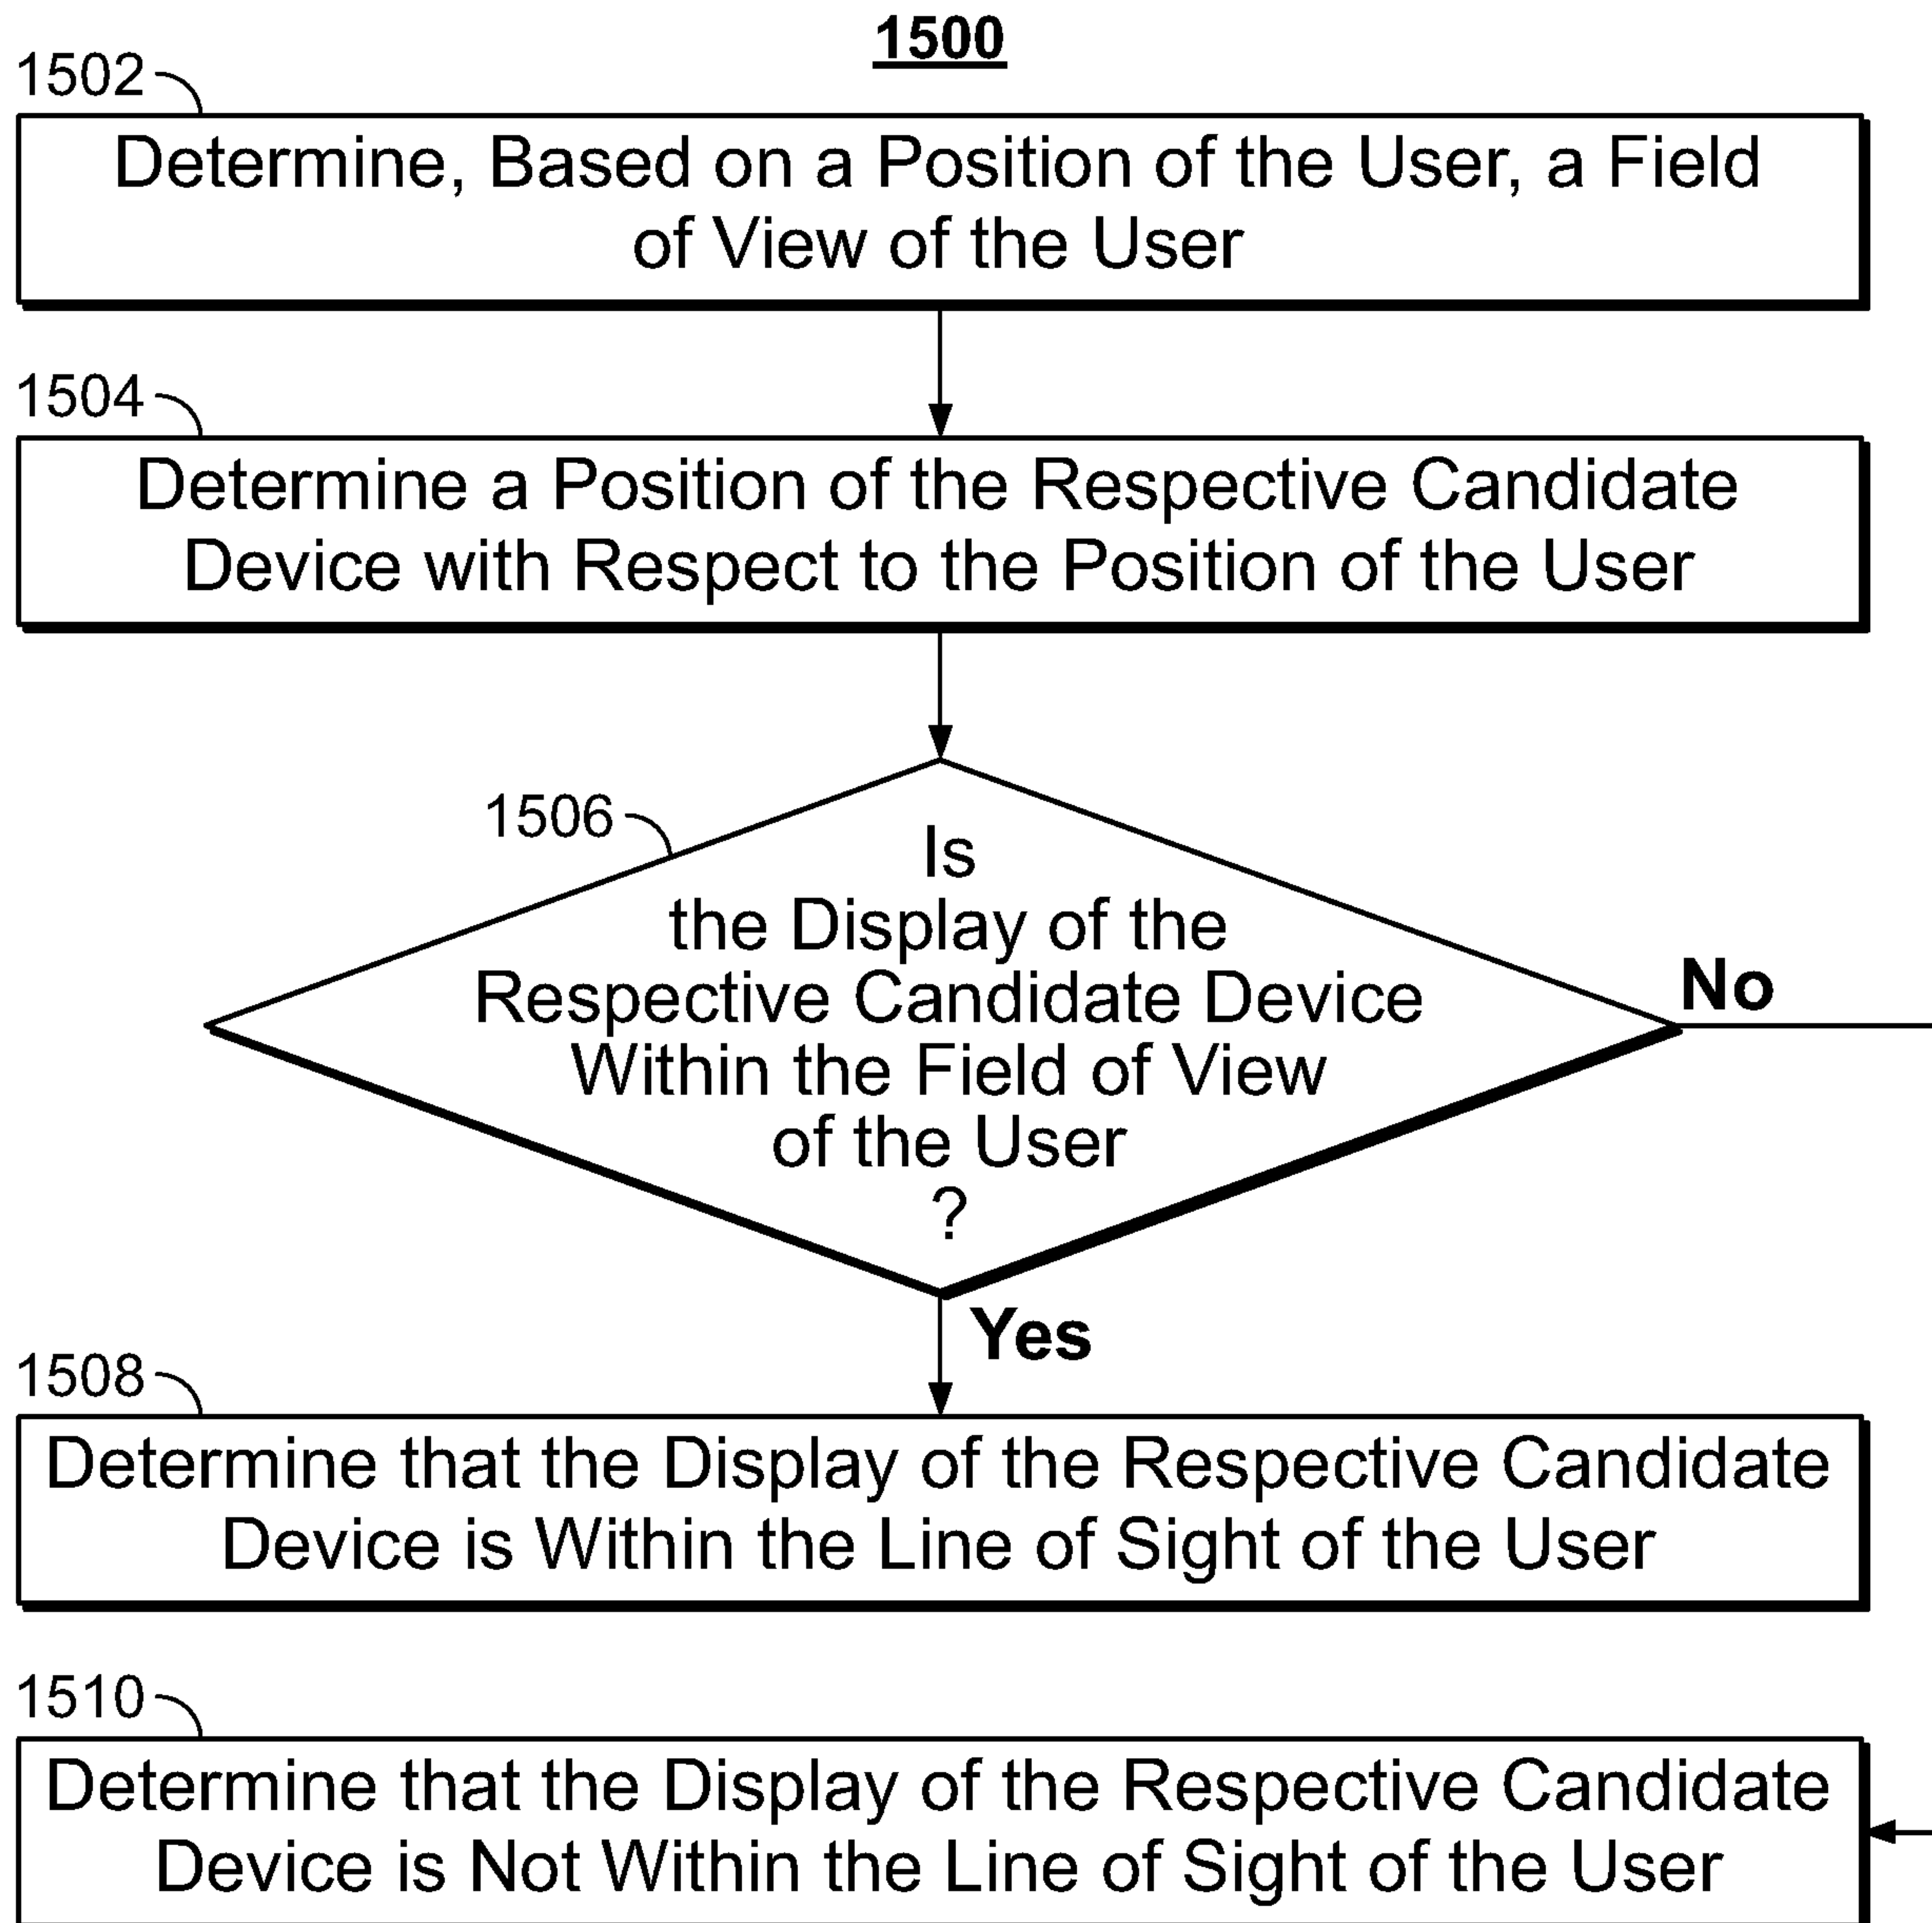 1500
1502
Determine, Based on a Position of the User, a Field
of View of the User
1504
Determine a Position of the Respective Candidate
Device with Respect to the Position of the User
1506
Is
the Display of the
Respective Candidate Device
Within the Field of View
of the User
?
No
Yes
1508
Determine that the Display of the Respective Candidate
Device is Within the Line of Sight of the User
1510
Determine that the Display of the Respective Candidate
Device is Not Within the Line of Sight of the User